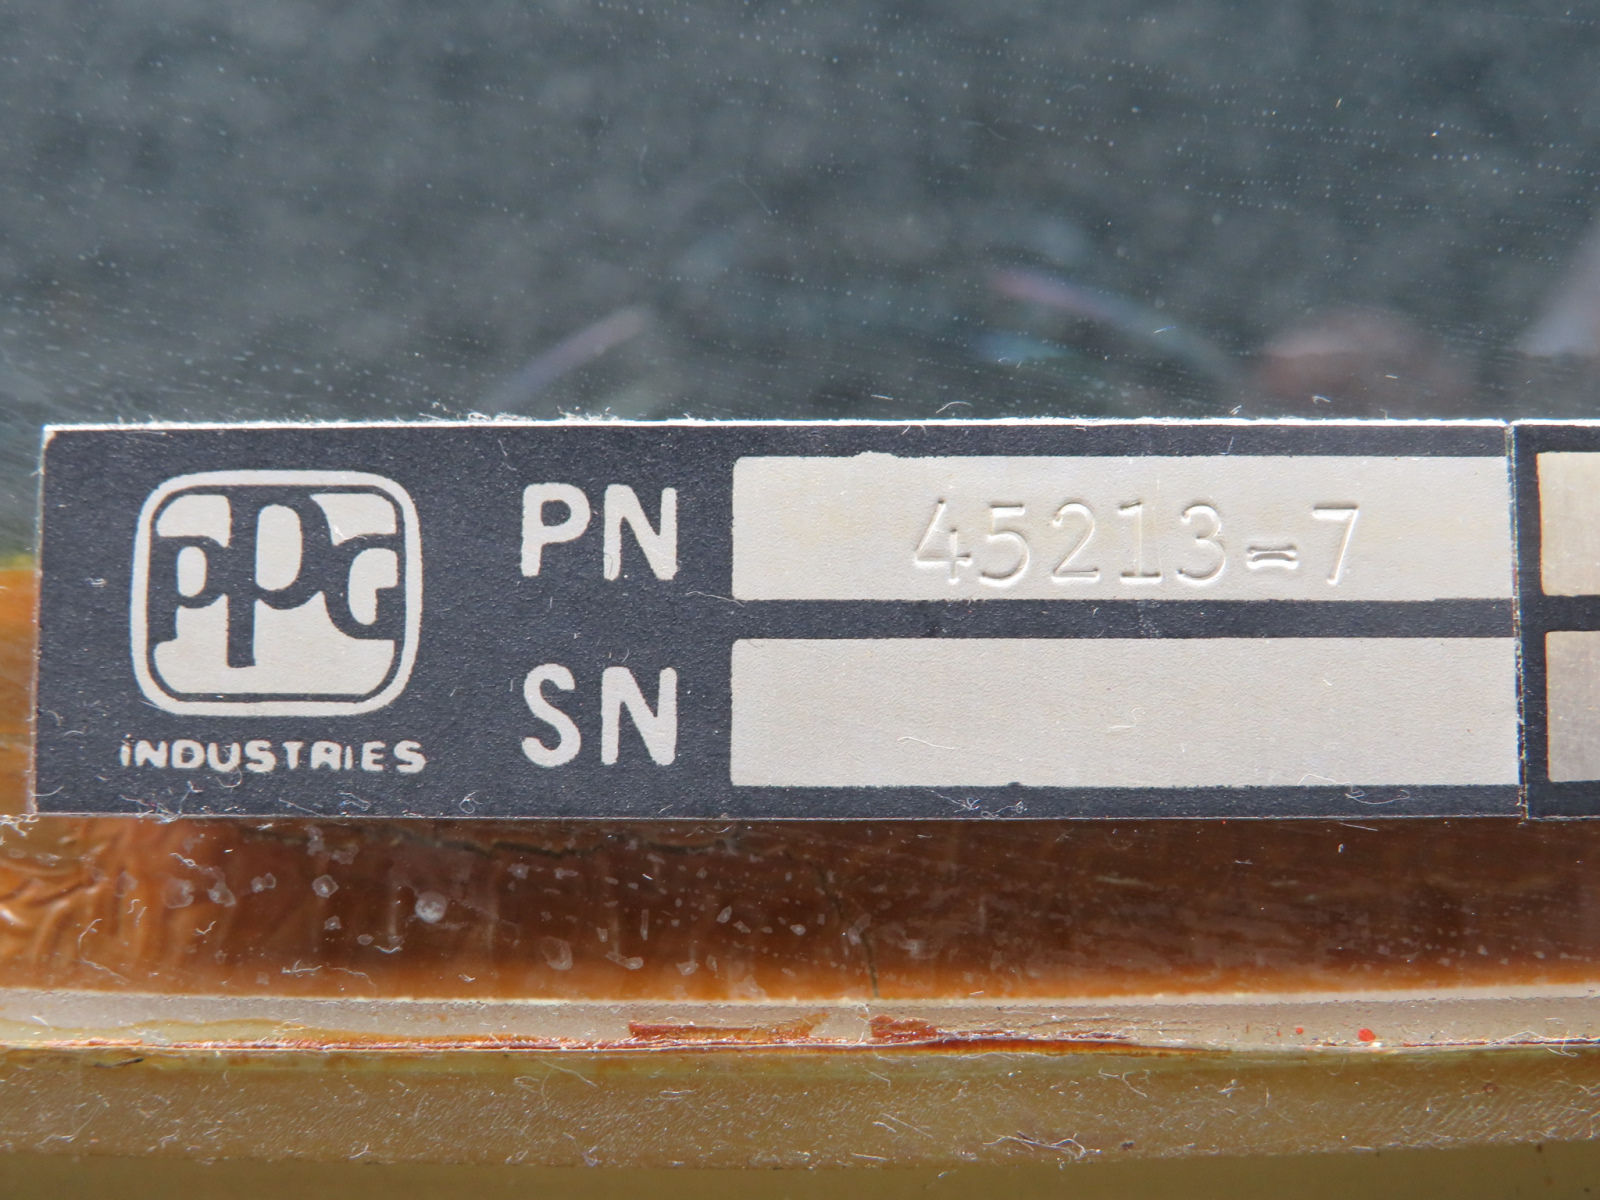 ppg
INDUSTRIES
PN 45213-7
SN